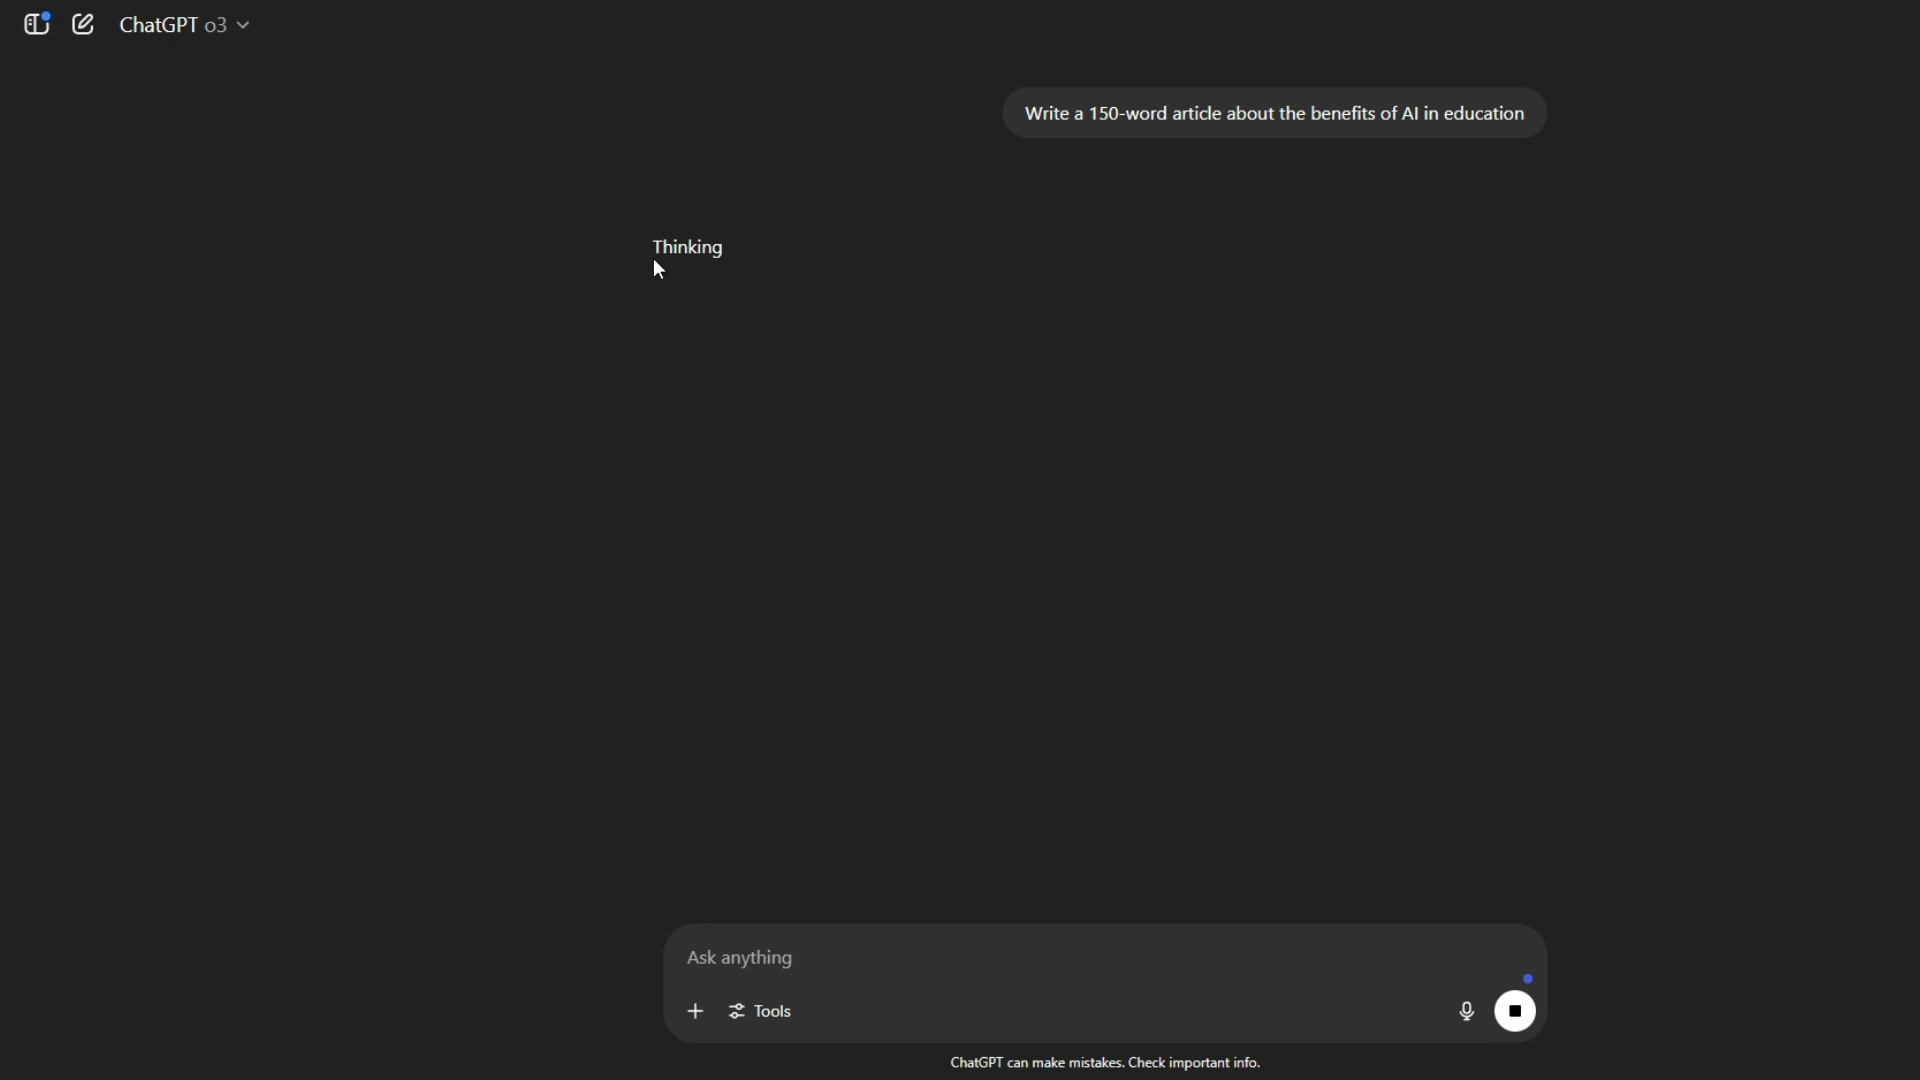 ChatGPT o3
Write a 150-word article about the benefits of AI in education
Thinking
Ask anything
Tools
ChatGPT can make mistakes. Check important info.